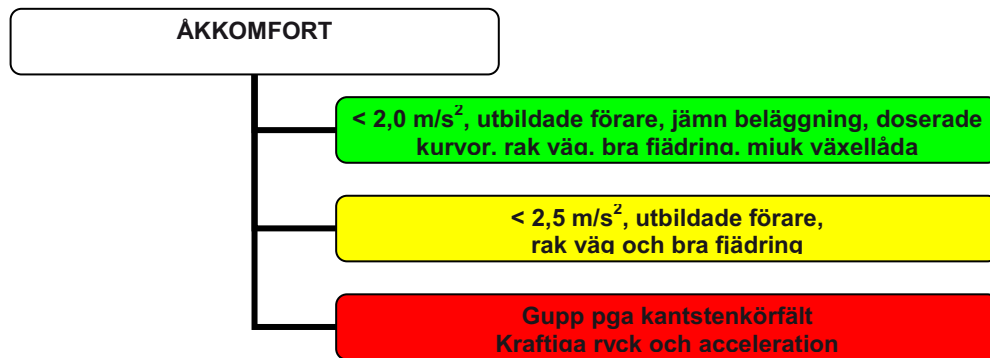 ÅKKOMFORT
< 2,0 m/s², utbildade förare, jämn beläggning, doserade
kurvor, rak väg, bra fjädring, mjuk växellåda
< 2,5 m/s², utbildade förare,
rak väg och bra fjädring
Gupp pga kantstenkörfält
Kraftiga ryck och acceleration